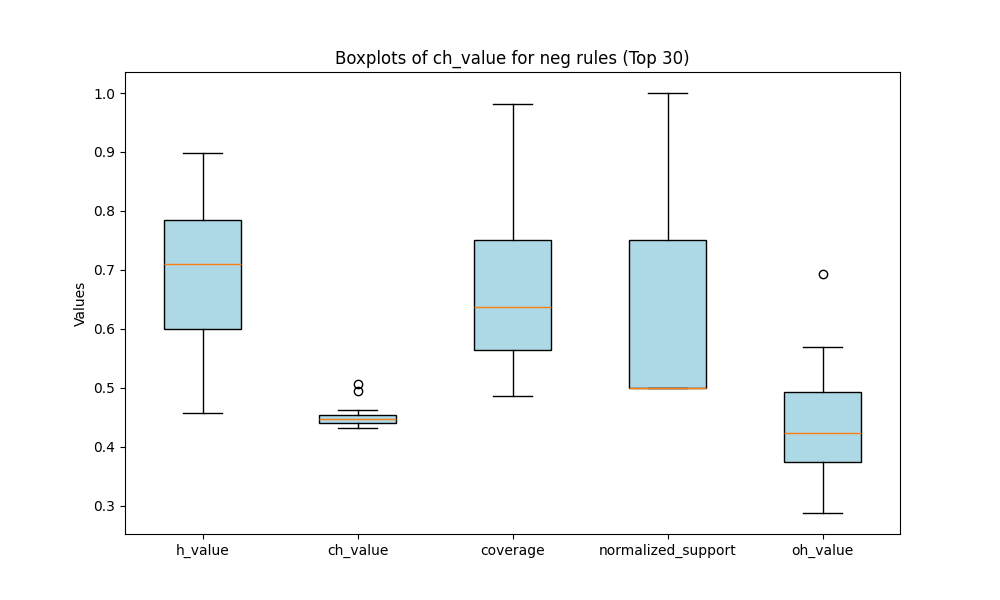 Boxplots of ch_value for neg rules (Top 30)
Values
1.0
0.9
0.8
0.7
0.6
0.5
0.4
0.3
h_value
ch_value
coverage
normalized_support
oh_value